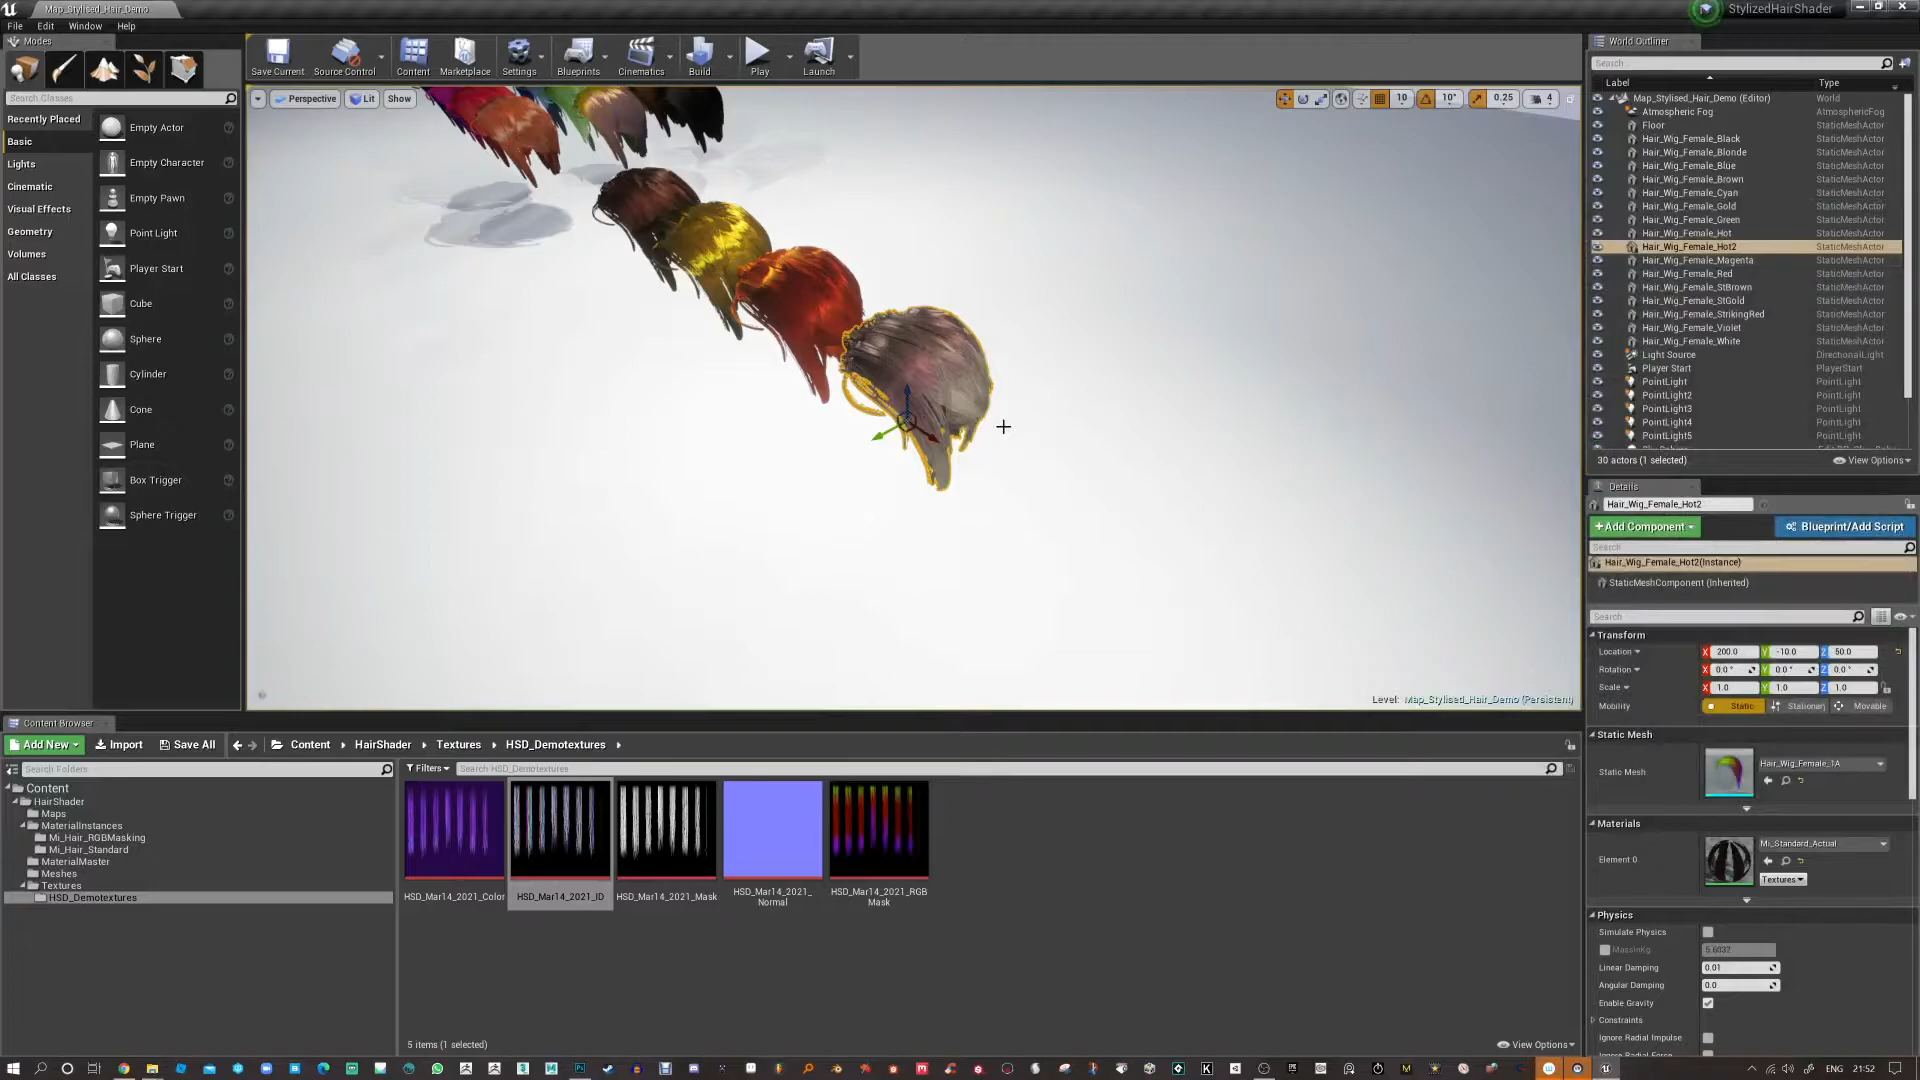 Map_Stylised_Hair_Demo
StylizedHairShader
File Edit Window Help
Modes
Save Current
Source Control
Content
Marketplace
Settings
Blueprints
Cinematics
Build
Play
Launch
Search Classes
Recently Placed
Basic
Lights
Cinematic
Visual Effects
Geometry
Volumes
All Classes
Empty Actor
Empty Character
Empty Pawn
Point Light
Player Start
Cube
Sphere
Cylinder
Cone
Plane
Box Trigger
Sphere Trigger
Perspective Lit Show
10 10° 0.25 4
Level: Map_Stylised_Hair_Demo (Persistent)
World Outliner
Search...
Label Type
Map_Stylised_Hair_Demo (Editor) World
Atmospheric Fog AtmosphericFog
Floor StaticMeshActor
Hair_Wig_Female_Black StaticMeshActor
Hair_Wig_Female_Blonde StaticMeshActor
Hair_Wig_Female_Blue StaticMeshActor
Hair_Wig_Female_Brown StaticMeshActor
Hair_Wig_Female_Cyan StaticMeshActor
Hair_Wig_Female_Gold StaticMeshActor
Hair_Wig_Female_Green StaticMeshActor
Hair_Wig_Female_Hot StaticMeshActor
Hair_Wig_Female_Hot2 StaticMeshActor
Hair_Wig_Female_Magenta StaticMeshActor
Hair_Wig_Female_Red StaticMeshActor
Hair_Wig_Female_StBrown StaticMeshActor
Hair_Wig_Female_StGold StaticMeshActor
Hair_Wig_Female_StrikingRed StaticMeshActor
Hair_Wig_Female_Violet StaticMeshActor
Hair_Wig_Female_White StaticMeshActor
Light Source DirectionalLight
Player Start PlayerStart
PointLight PointLight
PointLight2 PointLight
PointLight3 PointLight
PointLight4 PointLight
PointLight5 PointLight
30 actors (1 selected) View Options
Details
Hair_Wig_Female_Hot2
+Add Component
Blueprint/Add Script
Search
Hair_Wig_Female_Hot2(Instance)
StaticMeshComponent (Inherited)
Search
Transform
Location X 200.0 Y -10.0 Z 50.0
Rotation X 0.0° Y 0.0° Z 0.0°
Scale X 1.0 Y 1.0 Z 1.0
Mobility Static Stationary Movable
Static Mesh
Static Mesh Hair_Wig_Female_1A
Materials
Element 0 Mi_Standard_Actual
Textures
Physics
Simulate Physics
MassInKg 5.6037
Linear Damping 0.01
Angular Damping 0.0
Enable Gravity
Constraints
Ignore Radial Impulse
Content Browser
Add New Import Save All Content HairShader Textures HSD_Demotextures
Search Folders
Filters Search HSD_Demotextures
Content
HairShader
Maps
MaterialInstances
Mi_Hair_RGBMasking
Mi_Hair_Standard
MaterialMaster
Meshes
Textures
HSD_Demotextures
HSD_Mar14_2021_Color
HSD_Mar14_2021_ID
HSD_Mar14_2021_Mask
HSD_Mar14_2021_
Normal
HSD_Mar14_2021_RGB
Mask
5 items (1 selected) View Options
ENG 21:52